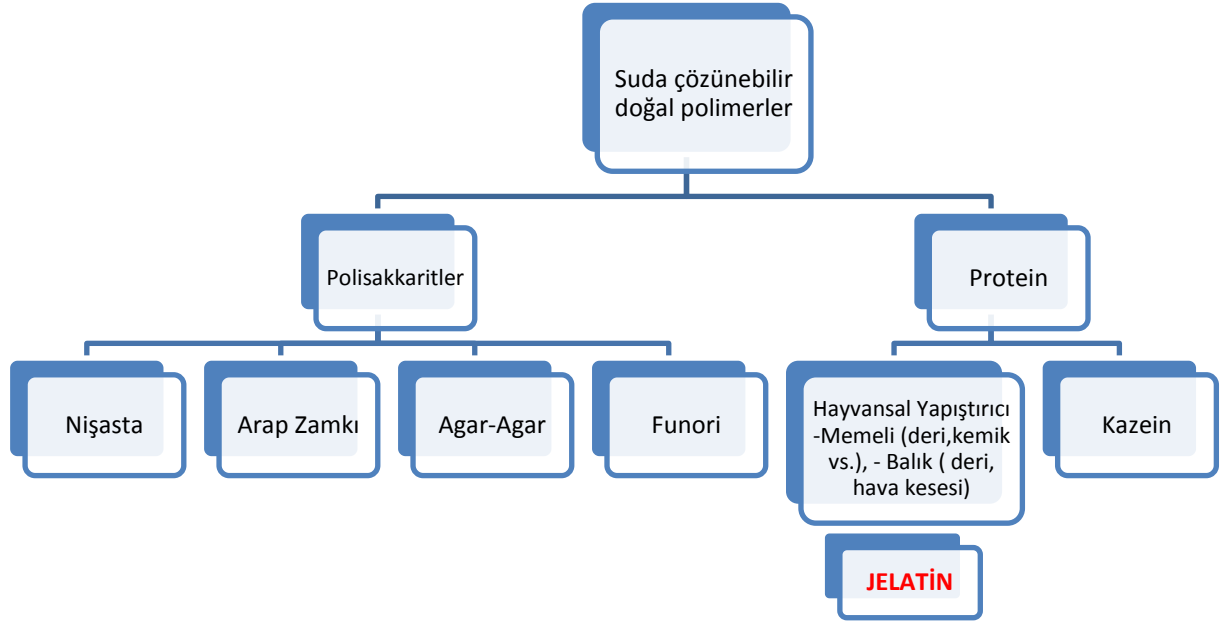 Suda çözünebilir
doğal polimerler
Polisakkaritler
Protein
Nişasta
Arap Zamkı
Agar-Agar
Funori
Hayvansal Yapıştırıcı
-Memeli (deri,kemik
vs.), - Balık ( deri,
hava kesesi)
Kazein
JELATİN